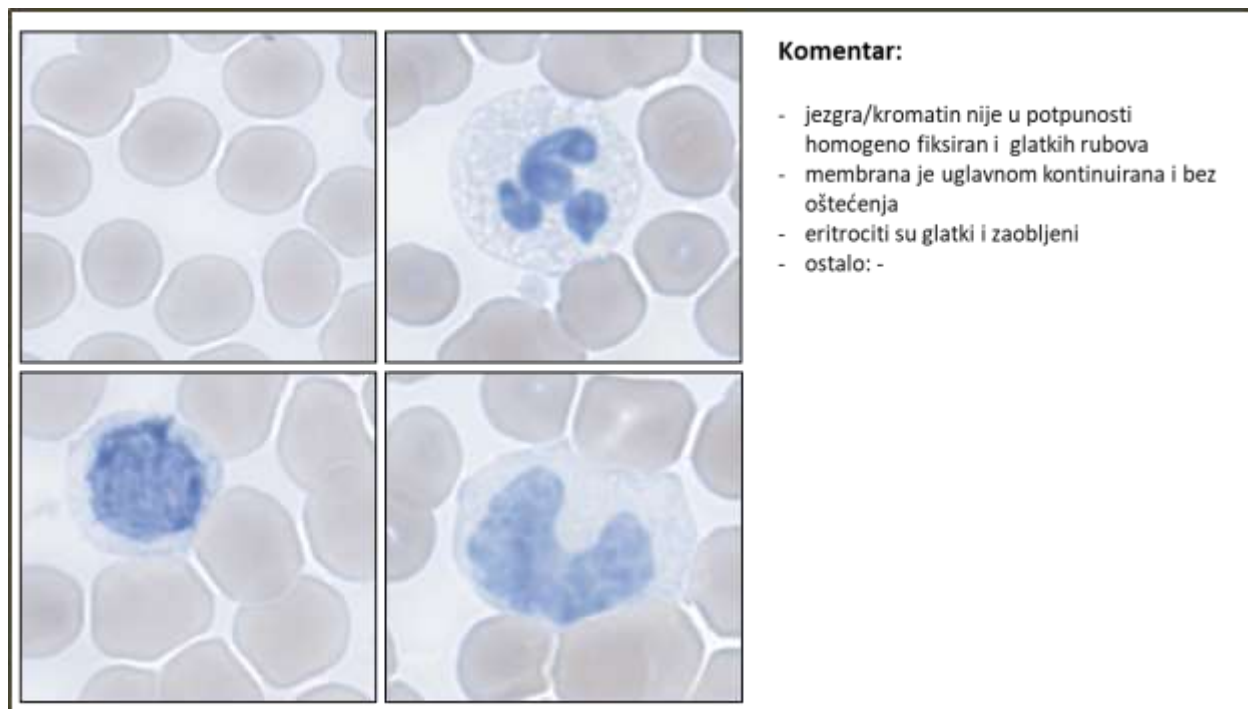 Komentar:
- jezgra/kromatin nije u potpunosti
homogeno fiksiran i glatkih rubova
- membrana je uglavnom kontinuirana i bez
oštećenja
- eritrociti su glatki i zaobljeni
- ostalo: -